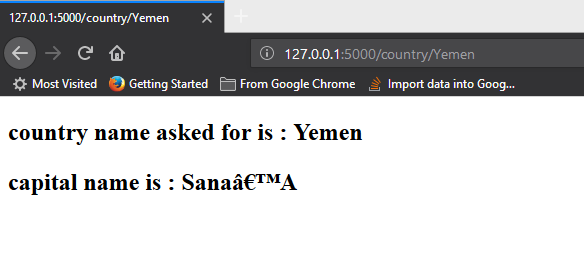 127.0.0.1:5000/country/Yemen
127.0.0.1:5000/country/Yemen
Most Visited Getting Started From Google Chrome Import data into Goog...
country name asked for is : Yemen
capital name is : Sanaâ€™A